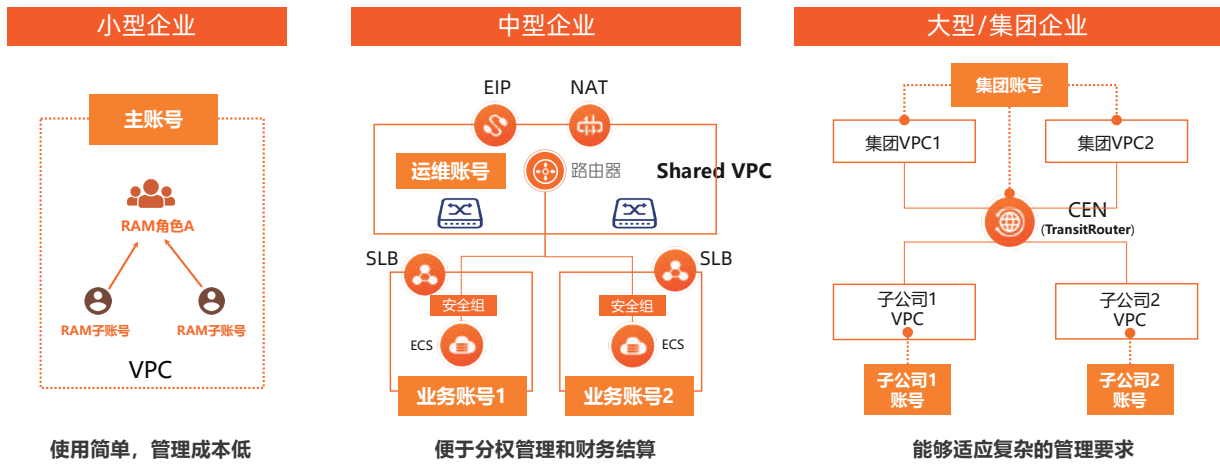 小型企业
主账号
RAM角色A
RAM子账号
RAM子账号
VPC
使用简单，管理成本低
中型企业
EIP
NAT
运维账号
路由器
Shared VPC
SLB
SLB
安全组
安全组
ECS
ECS
业务账号1
业务账号2
便于分权管理和财务结算
大型/集团企业
集团账号
集团VPC1
集团VPC2
CEN
(TransitRouter)
子公司1
VPC
子公司2
VPC
子公司1
账号
子公司2
账号
能够适应复杂的管理要求